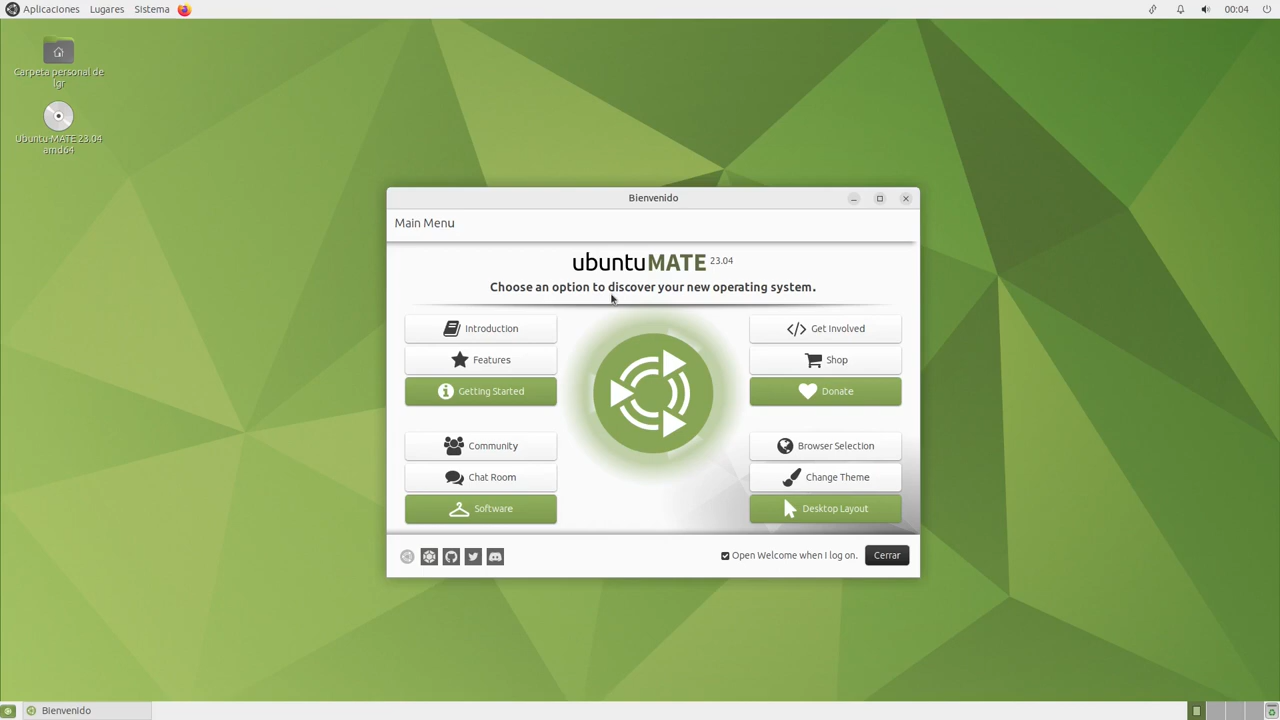 Aplicaciones Lugares Sistema 00:04
Carpeta personal de
lgr
Ubuntu-MATE 23.04
amd64
Bienvenido
Main Menu
ubuntuMATE 23.04
Choose an option to discover your new operating system.
Introduction
Features
Getting Started
Community
Chat Room
Software
Get Involved
Shop
Donate
Browser Selection
Change Theme
Desktop Layout
Open Welcome when I log on. Cerrar
Bienvenido